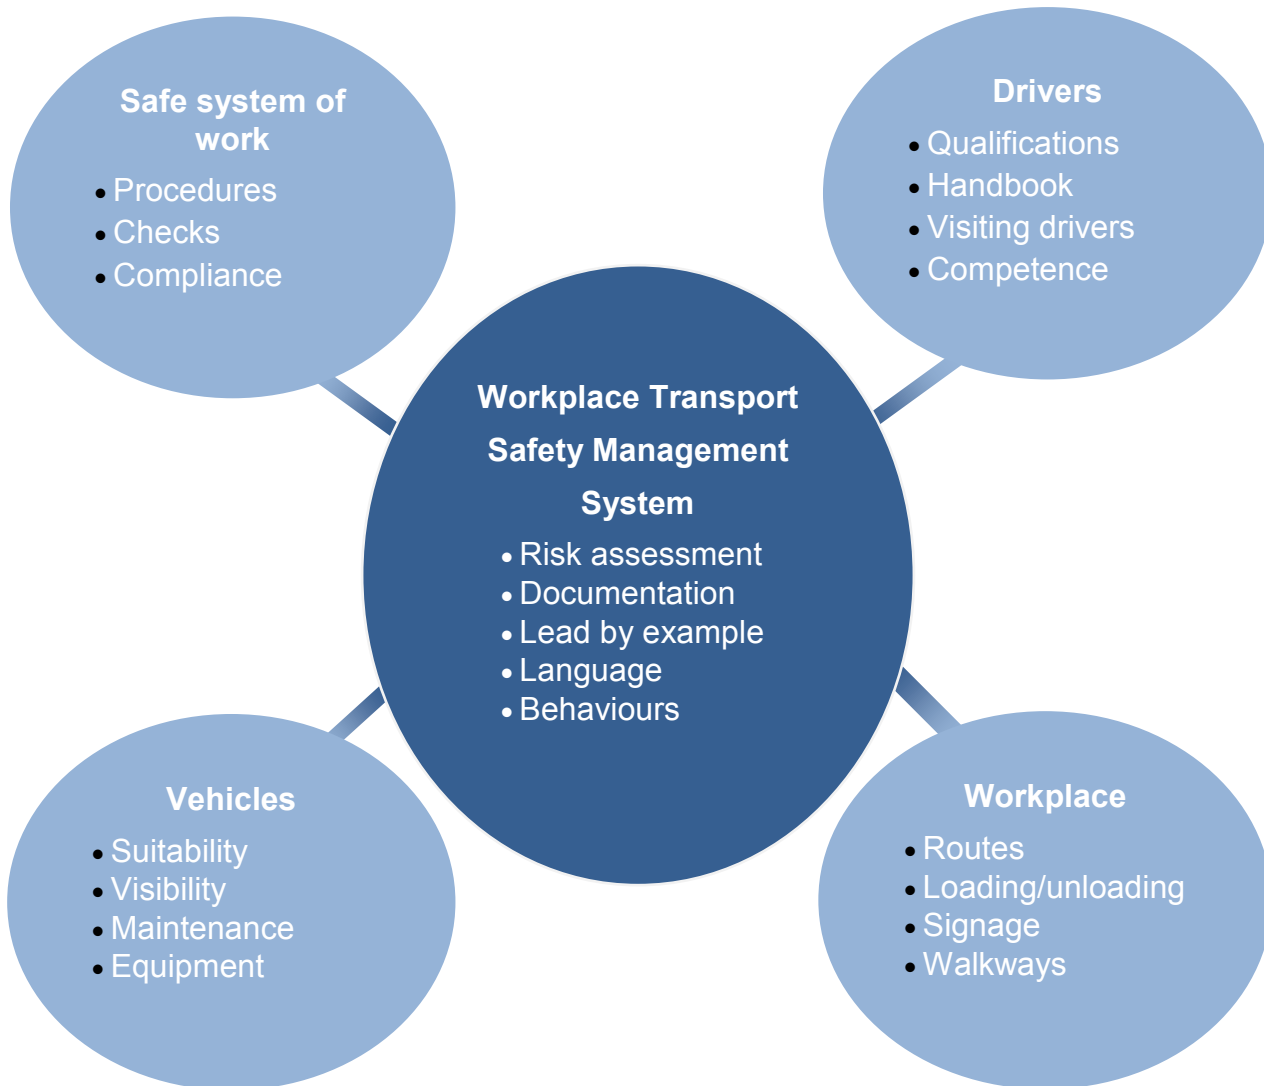 Safe system of
work
• Procedures
• Checks
• Compliance
Drivers
• Qualifications
• Handbook
• Visiting drivers
• Competence
Workplace Transport
Safety Management
System
• Risk assessment
• Documentation
• Lead by example
• Language
• Behaviours
Vehicles
• Suitability
• Visibility
• Maintenance
• Equipment
Workplace
• Routes
• Loading/unloading
• Signage
• Walkways